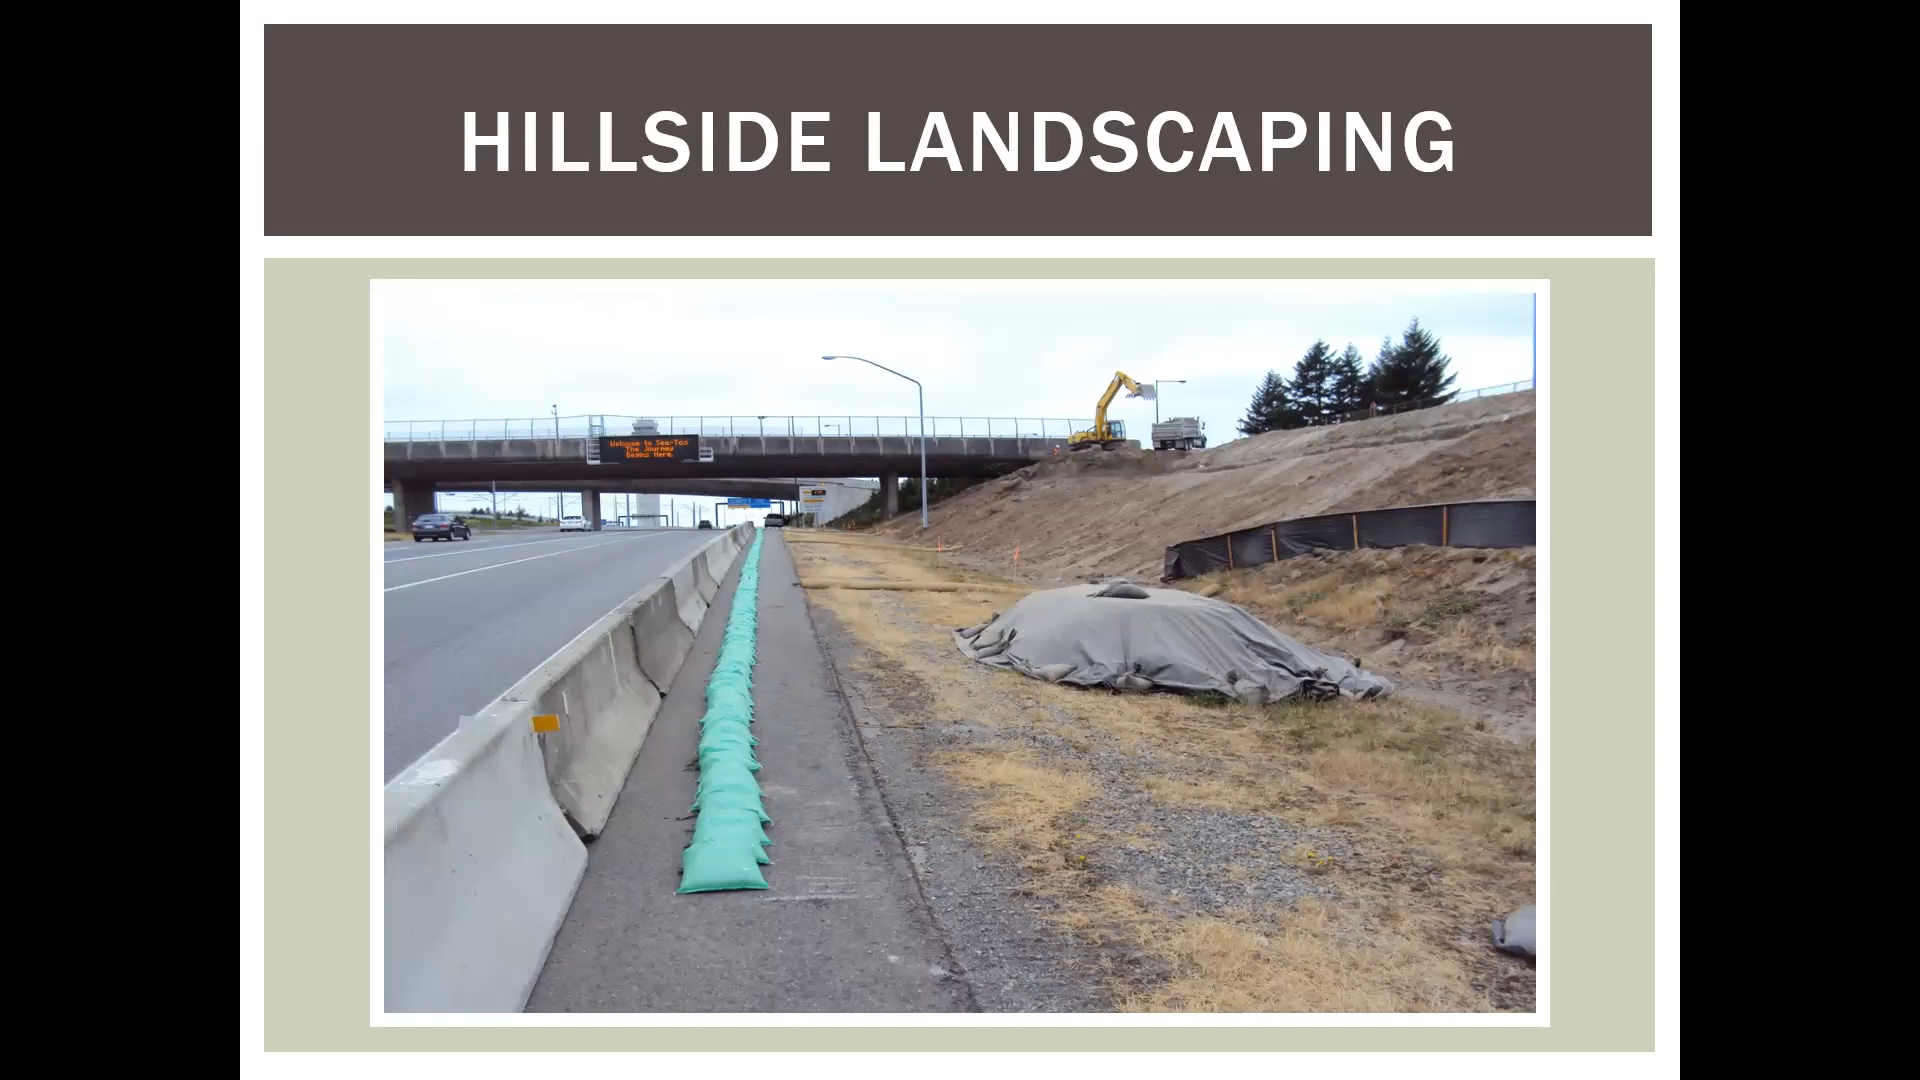 HILLSIDE LANDSCAPING
Welcome to Sea-Tac
The Journey
Begins Here.